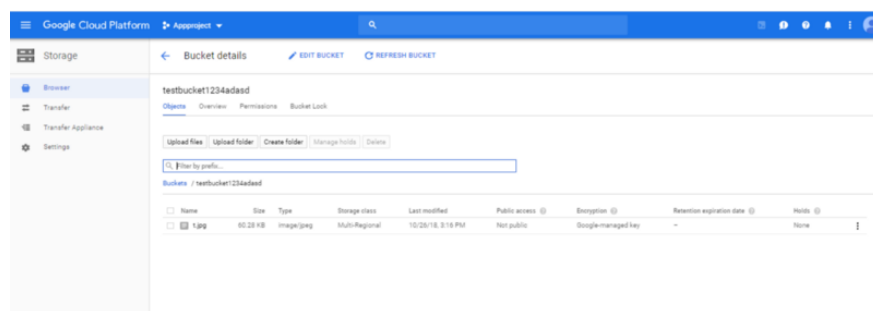 Google Cloud Platform Appproject
Storage
Bucket details EDIT BUCKET REFRESH BUCKET
Browser
Transfer
Transfer Appliance
Settings
testbucket1234adasd
Objects Overview Permissions Bucket Lock
Upload files Upload folder Create folder Manage holds Delete
Filter by prefix...
Buckets / testbucket1234adasd
Name Size Type Storage class Last modified Public access Encryption Retention expiration date Holds
1.jpg 60.28 KB image/jpeg Multi-Regional 10/26/18, 3:16 PM Not public Google-managed key – None